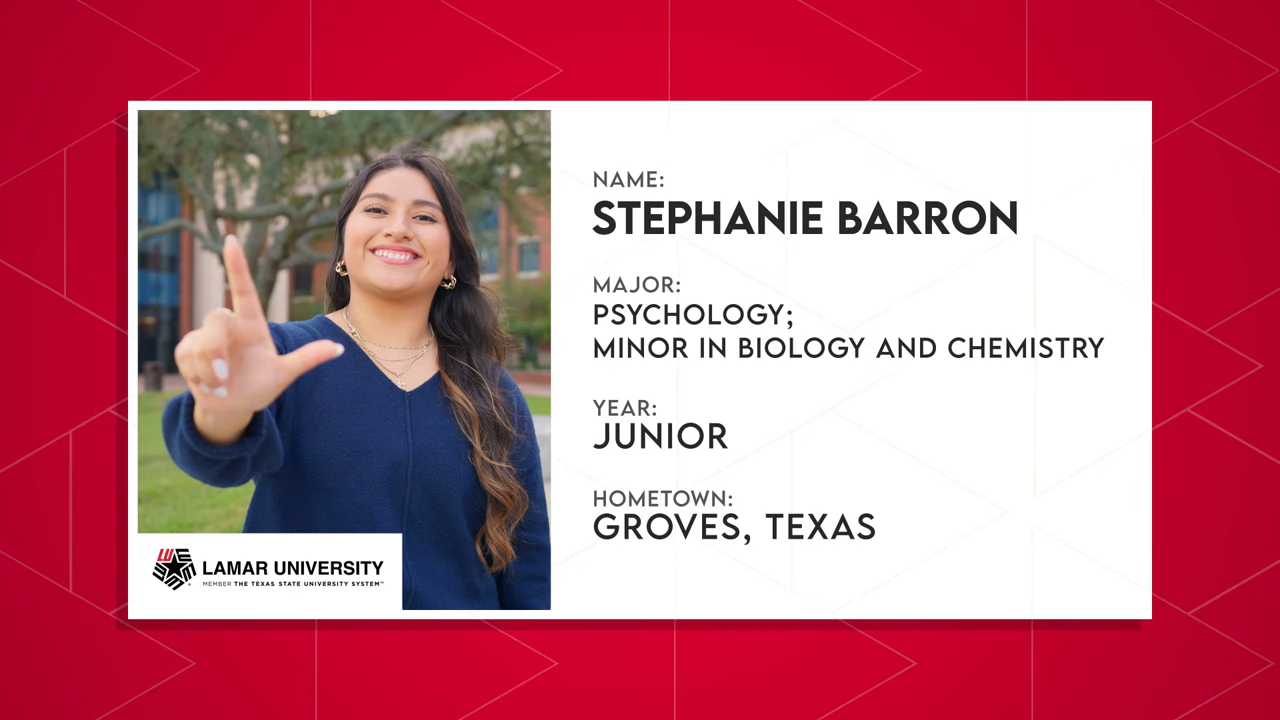 NAME:
STEPHANIE BARRON
MAJOR:
PSYCHOLOGY;
MINOR IN BIOLOGY AND CHEMISTRY
YEAR:
JUNIOR
HOMETOWN:
GROVES, TEXAS
LAMAR UNIVERSITY
MEMBER THE TEXAS STATE UNIVERSITY SYSTEM™